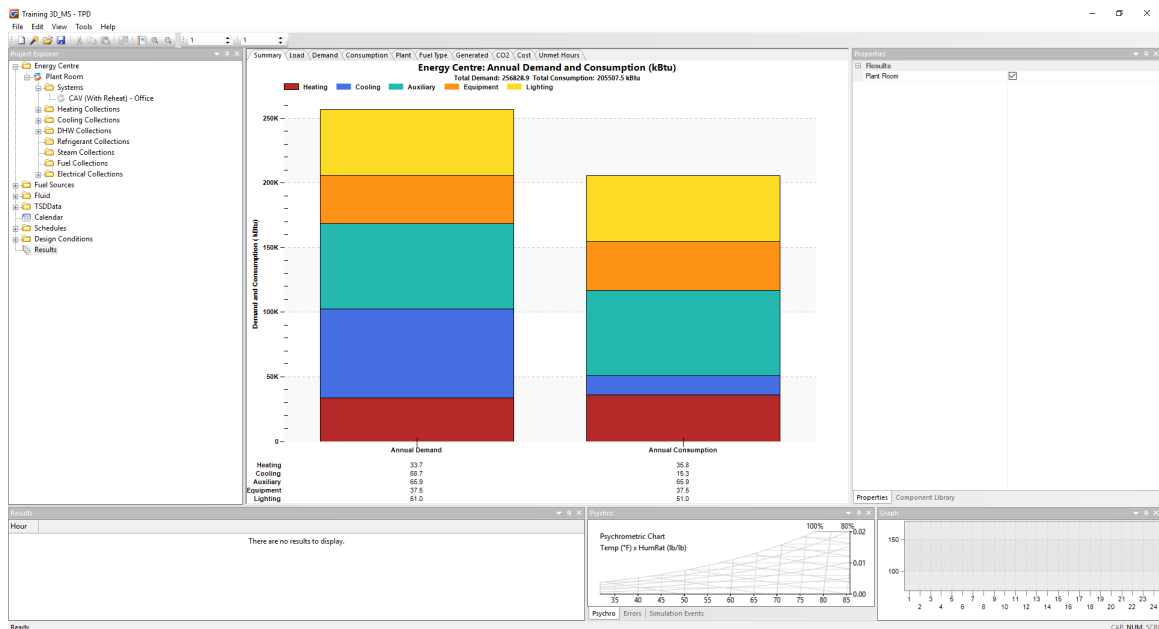 Training 3D_MS - TPD
File Edit View Tools Help
1 1
Project Explorer
Energy Centre
Plant Room
Systems
CAV (With Reheat) - Office
Heating Collections
Cooling Collections
DHW Collections
Refrigerant Collections
Steam Collections
Fuel Collections
Electrical Collections
Fuel Sources
Fluid
TSDData
Calendar
Schedules
Design Conditions
Results
Summary Load Demand Consumption Plant Fuel Type Generated CO2 Cost Unmet Hours
Energy Centre: Annual Demand and Consumption (kBtu)
Total Demand: 256828.9 Total Consumption: 205507.5 kBtu
Heating Cooling Auxiliary Equipment Lighting
Demand and Consumption (kBtu)
250K
200K
150K
100K
50K
0
Annual Demand Annual Consumption
Heating 33.7 35.8
Cooling 68.7 15.3
Auxiliary 65.9 65.9
Equipment 37.5 37.5
Lighting 51.0 51.0
Properties
Results
Plant Room
Properties Component Library
Results
Hour
There are no results to display.
Psychro
Psychrometric Chart
Temp (°F) x HumRat (lb/lb)
100% 80%
0.02
0.01
0.00
35 40 45 50 55 60 65 70 75 80 85
Psychro Errors Simulation Events
Graph
150
100
1 3 5 7 9 11 13 15 17 19 21 23
2 4 6 8 10 12 14 16 18 20 22 24
Ready
CAP NUM SCRL